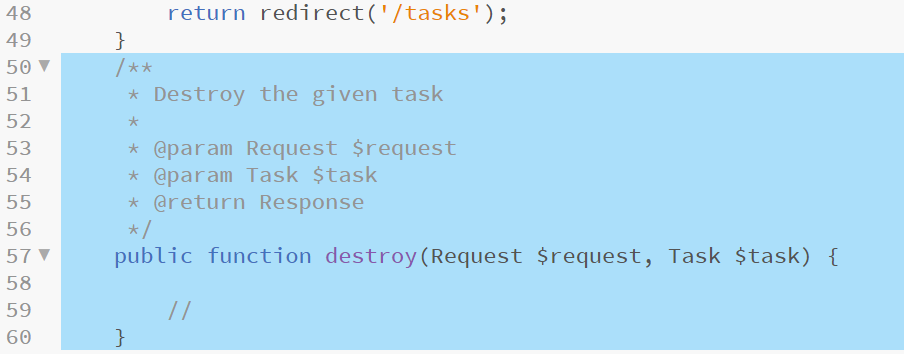 48 return redirect('/tasks');
49 }
50 /**
51 * Destroy the given task
52 *
53 * @param Request $request
54 * @param Task $task
55 * @return Response
56 */
57 public function destroy(Request $request, Task $task) {
58
59 //
60 }